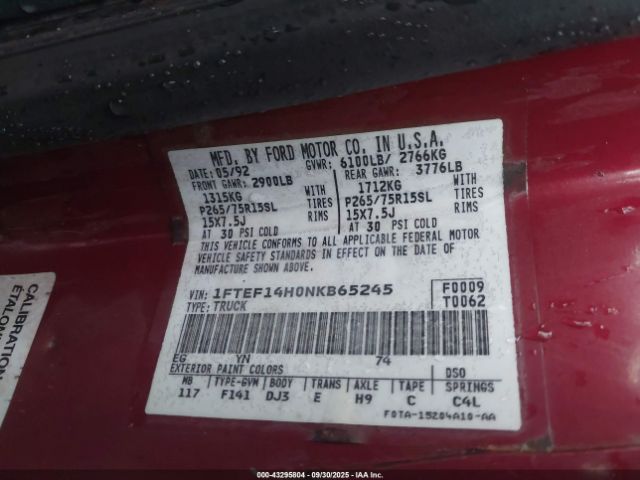 MFD. BY FORD MOTOR CO. IN U.S.A.
DATE: 05/92 GVWR: 6100LB/ 2766KG
FRONT GAWR: 2900LB REAR GAWR: 3776LB
1315KG WITH 1712KG WITH
P265/75R15SL TIRES P265/75R15SL TIRES
15X7.5J RIMS 15X7.5J RIMS
AT 30 PSI COLD AT 30 PSI COLD
THIS VEHICLE CONFORMS TO ALL APPLICABLE FEDERAL MOTOR
VEHICLE SAFETY STANDARDS IN EFFECT ON THE DATE OF
MANUFACTURE SHOWN ABOVE.
VIN: 1FTEF14H0NKB65245 F0009
TYPE: TRUCK T0062
EG YN 74
EXTERIOR PAINT COLORS DSO
WB TYPE-GVW BODY TRANS AXLE TAPE SPRINGS
117 F141 DJ3 E H9 C C4L
F0TA-15204A10-AA
CALIBRATION
ETALONNAGE
000-43295804 - 09/30/2025 - IAA Inc.